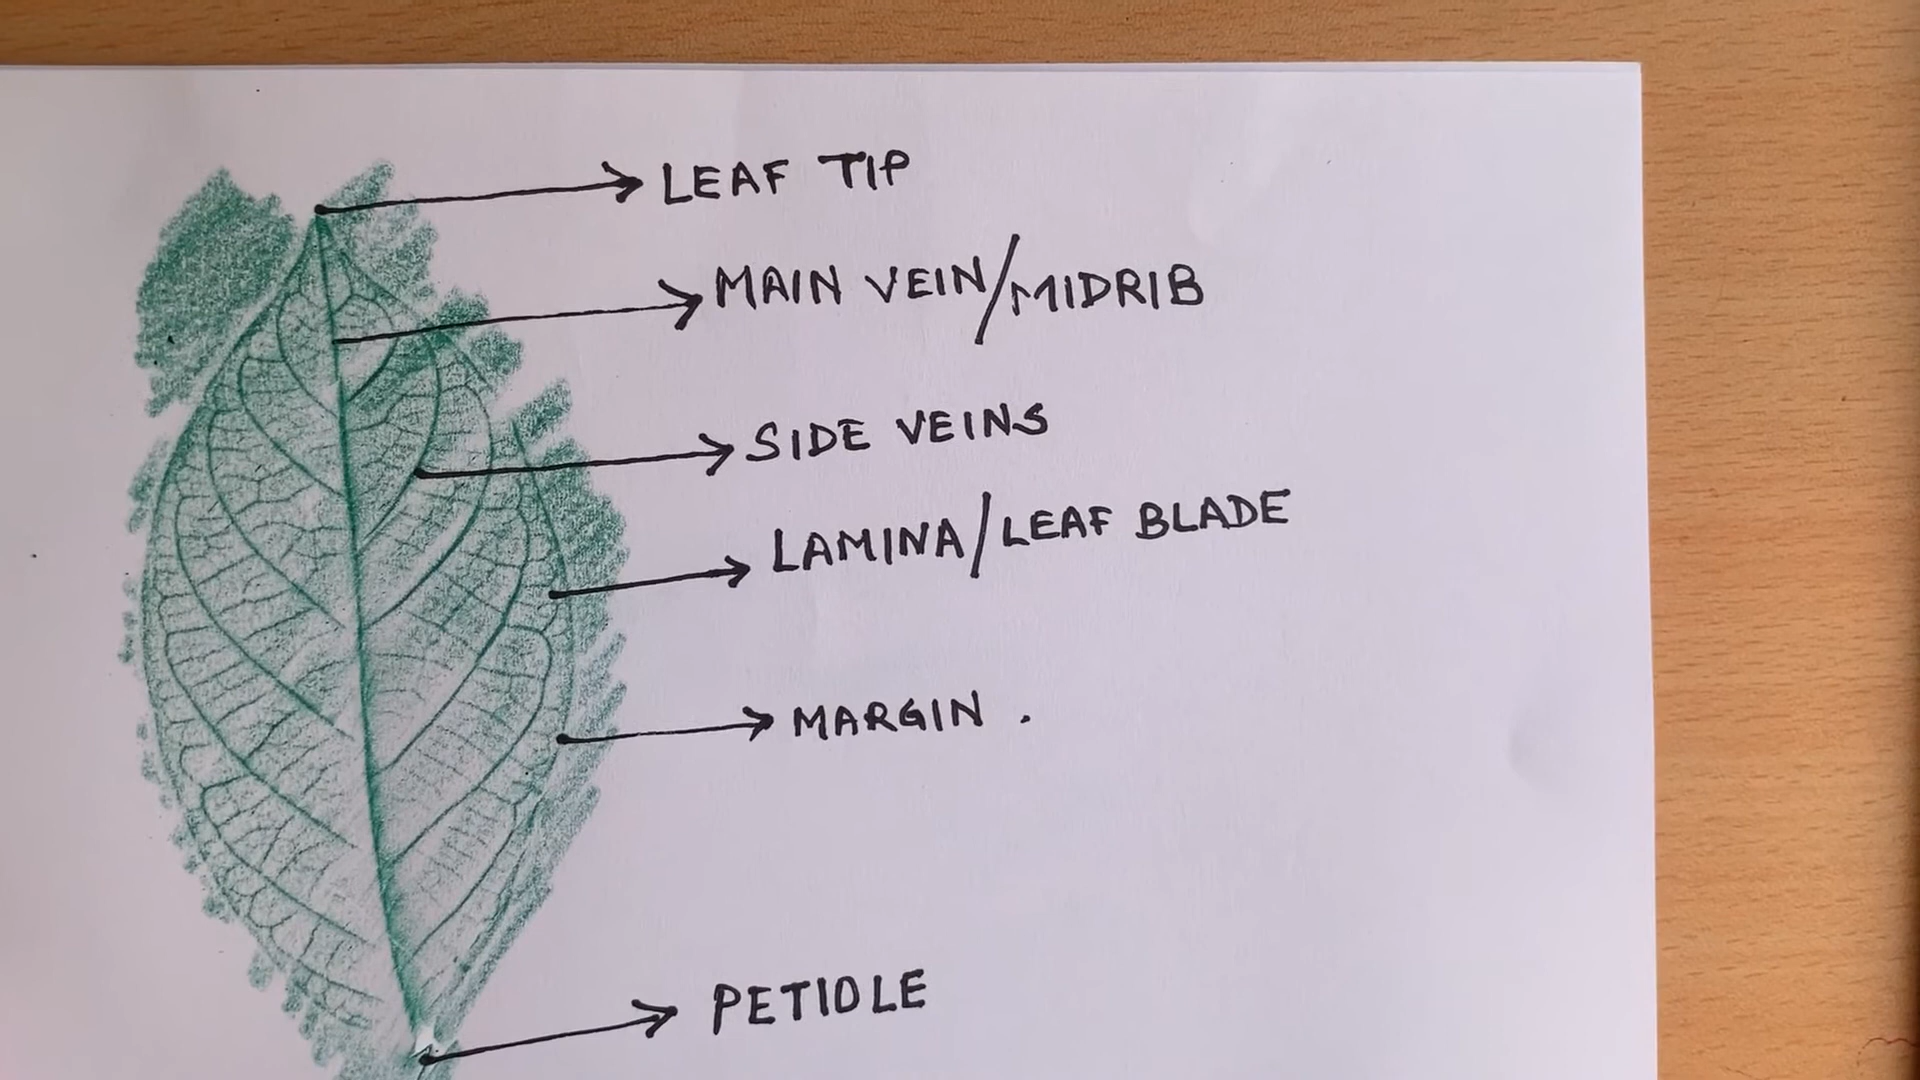 LEAF TIP
MAIN VEIN/MIDRIB
SIDE VEINS
LAMINA/LEAF BLADE
MARGIN .
PETIOLE